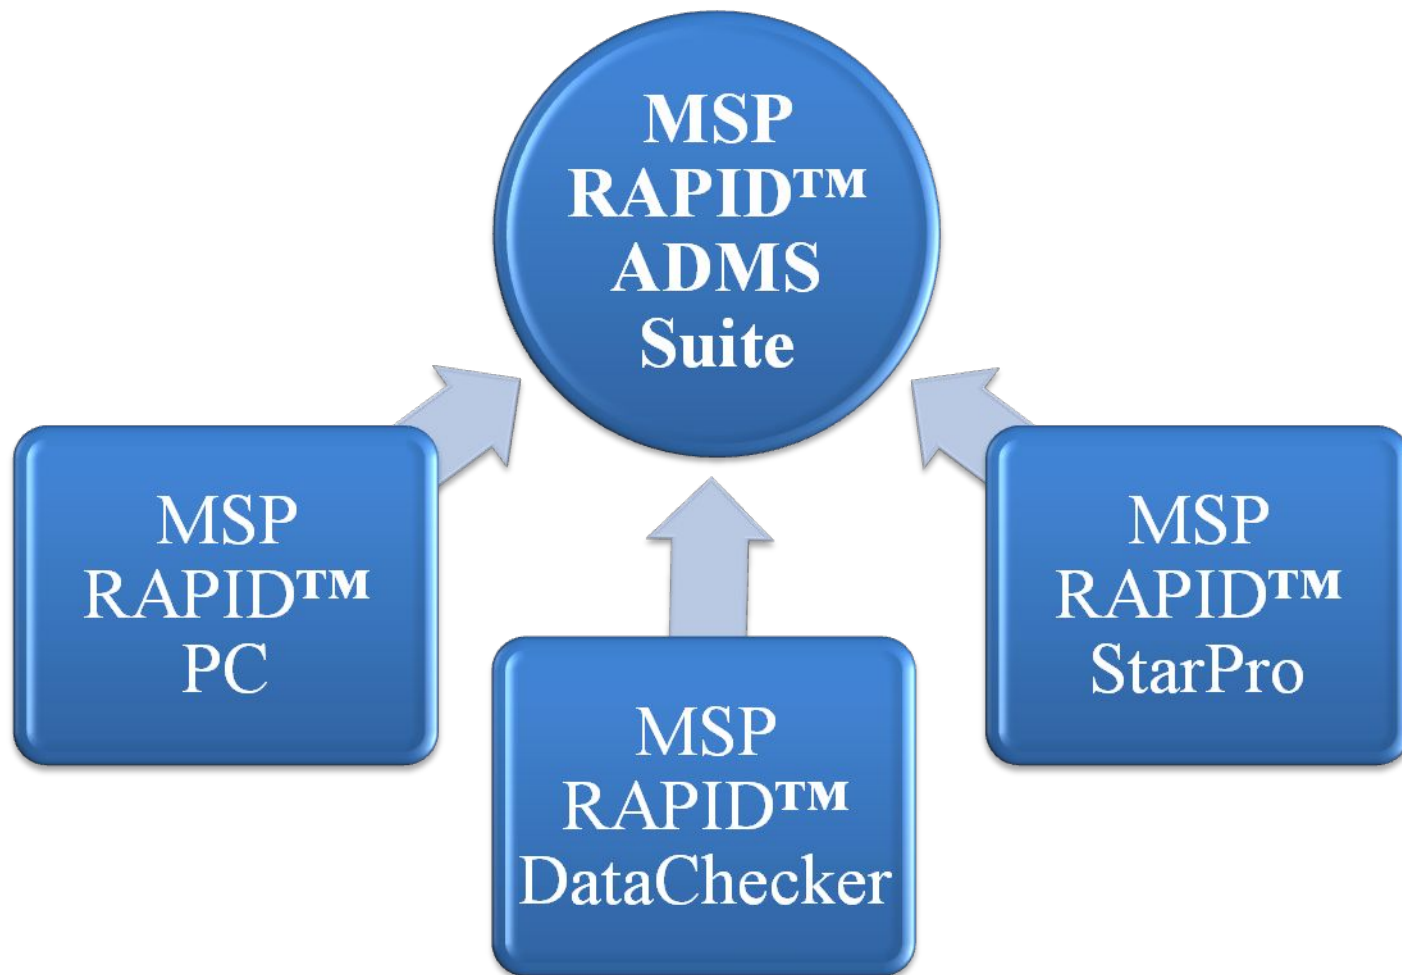 MSP
RAPID™
ADMS
Suite
MSP
RAPID™
PC
MSP
RAPID™
DataChecker
MSP
RAPID™
StarPro